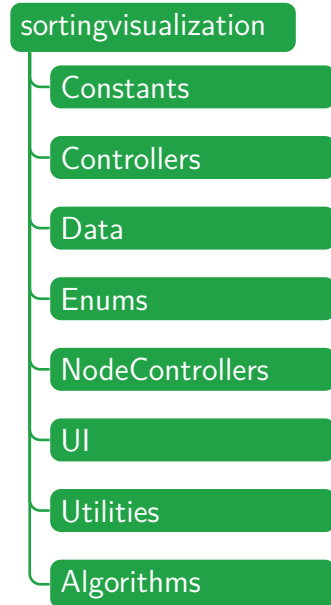 sortingvisualization
Constants
Controllers
Data
Enums
NodeControllers
UI
Utilities
Algorithms